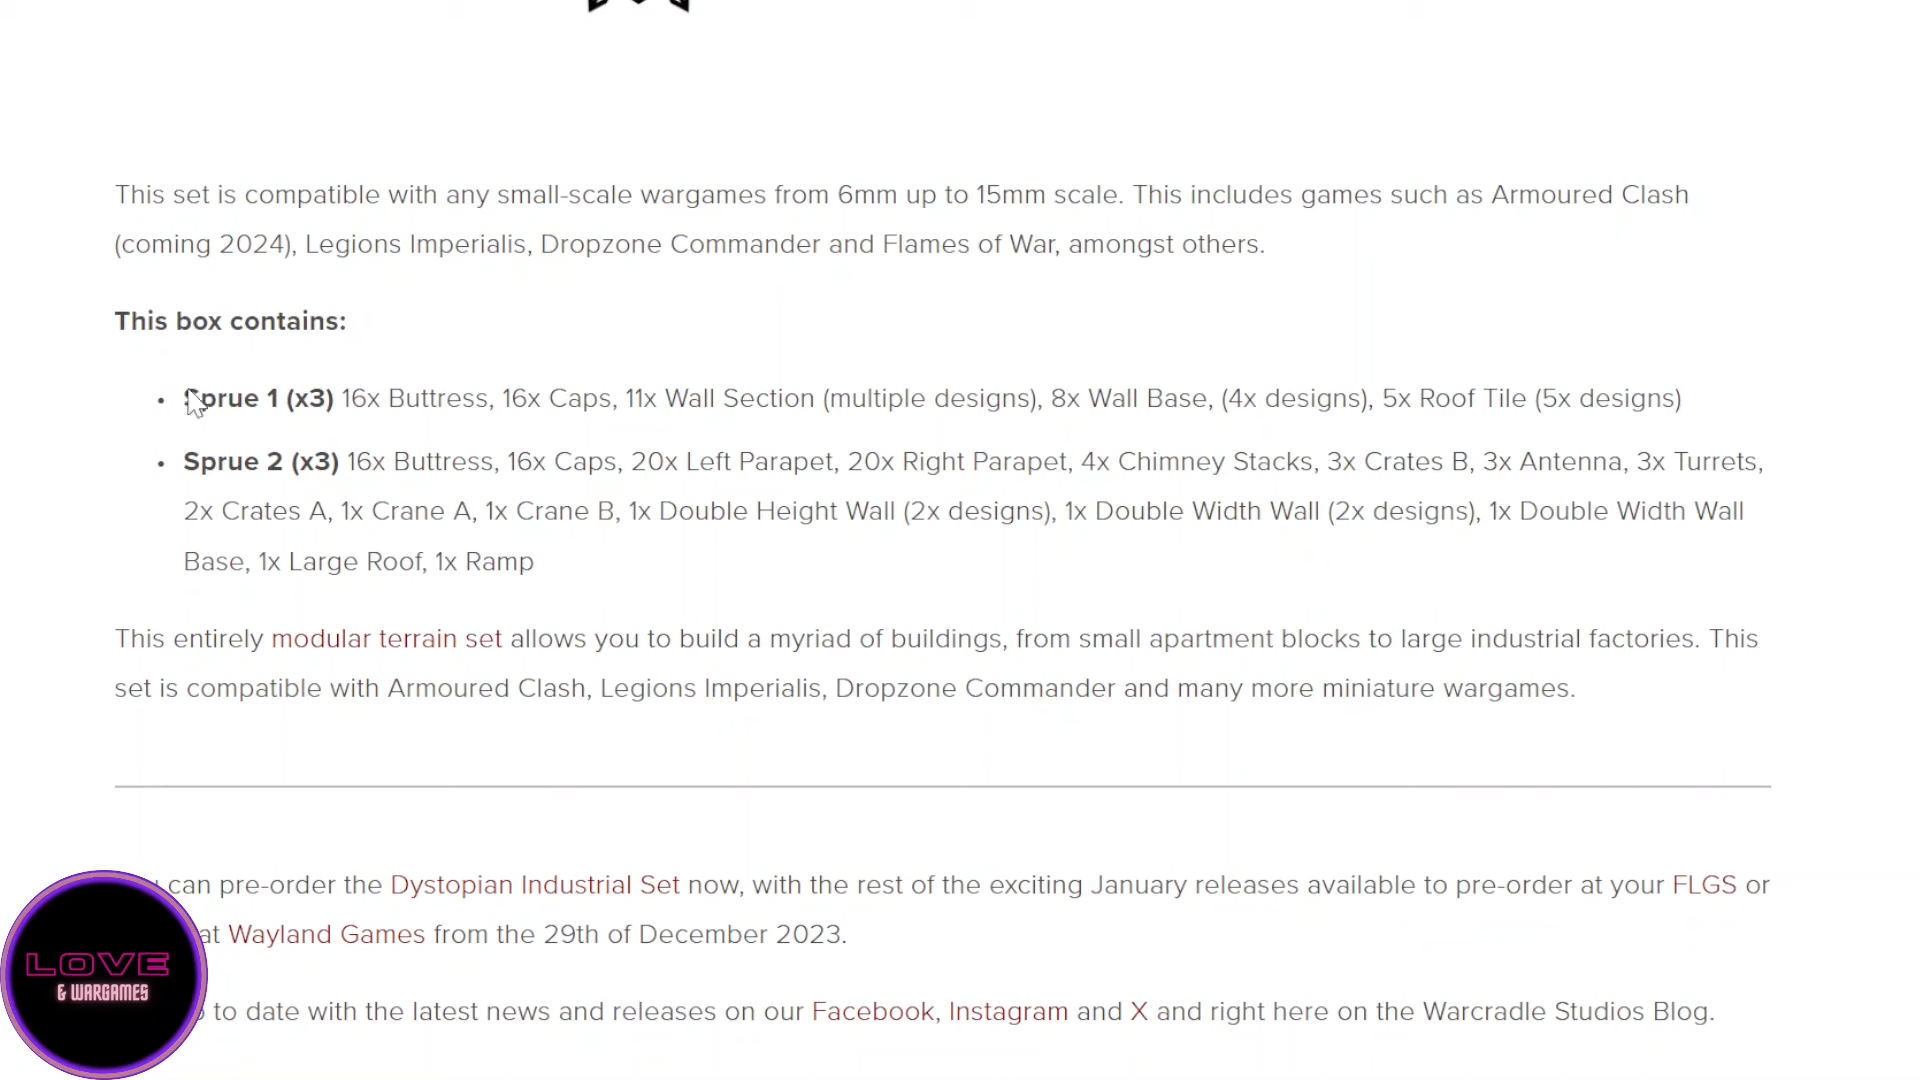 This set is compatible with any small-scale wargames from 6mm up to 15mm scale. This includes games such as Armoured Clash
(coming 2024), Legions Imperialis, Dropzone Commander and Flames of War, amongst others.
This box contains:
• Sprue 1 (x3) 16x Buttress, 16x Caps, 11x Wall Section (multiple designs), 8x Wall Base, (4x designs), 5x Roof Tile (5x designs)
• Sprue 2 (x3) 16x Buttress, 16x Caps, 20x Left Parapet, 20x Right Parapet, 4x Chimney Stacks, 3x Crates B, 3x Antenna, 3x Turrets,
2x Crates A, 1x Crane A, 1x Crane B, 1x Double Height Wall (2x designs), 1x Double Width Wall (2x designs), 1x Double Width Wall
Base, 1x Large Roof, 1x Ramp
This entirely modular terrain set allows you to build a myriad of buildings, from small apartment blocks to large industrial factories. This
set is compatible with Armoured Clash, Legions Imperialis, Dropzone Commander and many more miniature wargames.
can pre-order the Dystopian Industrial Set now, with the rest of the exciting January releases available to pre-order at your FLGS or
at Wayland Games from the 29th of December 2023.
to date with the latest news and releases on our Facebook, Instagram and X and right here on the Warcradle Studios Blog.
LOVE
& WARGAMES